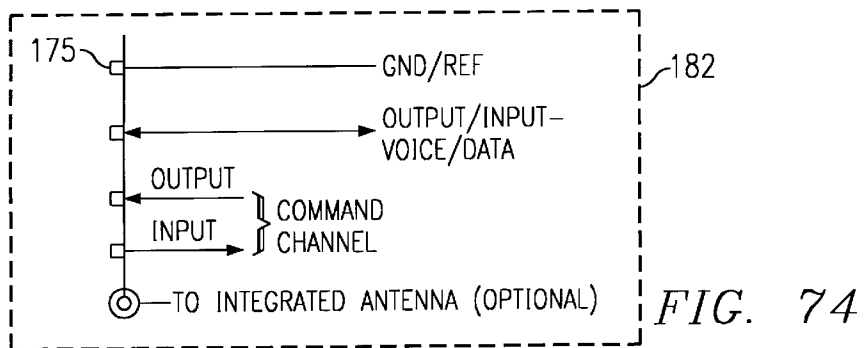 175
GND/REF
182
OUTPUT/INPUT-
VOICE/DATA
OUTPUT
INPUT
COMMAND
CHANNEL
TO INTEGRATED ANTENNA (OPTIONAL)
FIG. 74